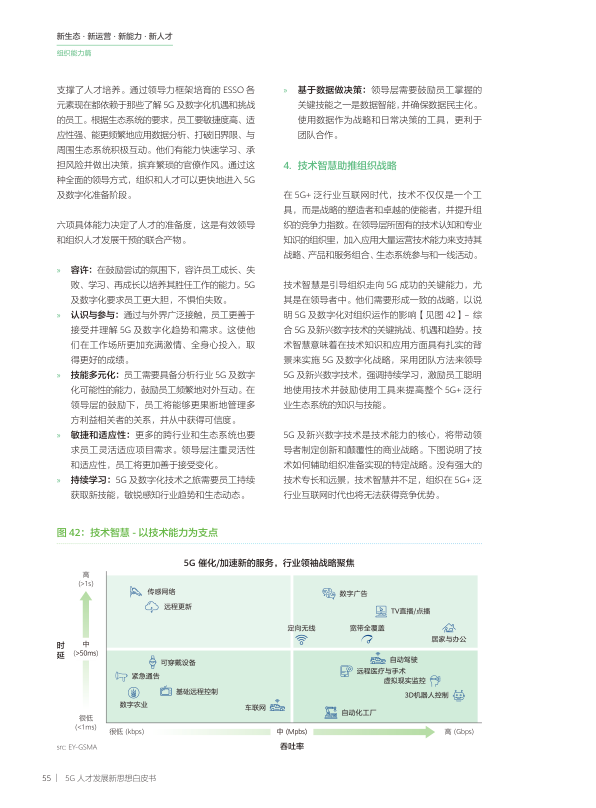 新生态 · 新运营 · 新能力 · 新人才
组织能力篇
支撑了人才培养。通过领导力框架培育的 ESSO 各
元素现在都依赖于那些了解 5G 及数字化机遇和挑战
的员工。根据生态系统的要求，员工要敏捷度高、适
应性强、能更频繁地应用数据分析、打破旧界限、与
周围生态系统积极互动。他们有能力快速学习、承
担风险并做出决策，摈弃繁琐的官僚作风。通过这
种全面的领导方式，组织和人才可以更快地进入 5G
及数字化准备阶段。
六项具体能力决定了人才的准备度，这是有效领导
和组织人才发展干预的联合产物。
» 容许：在鼓励尝试的氛围下，容许员工成长、失
败、学习、再成长以培养其胜任工作的能力。5G
及数字化要求员工更大胆，不惧怕失败。
» 认识与参与：通过与外界广泛接触，员工更善于
接受并理解 5G 及数字化趋势和需求。这使他
们在工作场所更加充满激情、全身心投入，取
得更好的成绩。
» 技能多元化：员工需要具备分析行业 5G 及数字
化可能性的能力，鼓励员工频繁地对外互动。在
领导层的鼓励下，员工将能够更果断地管理多
方利益相关者的关系，并从中获得可信度。
» 敏捷和适应性：更多的跨行业和生态系统也要
求员工灵活适应项目需求。领导层注重灵活性
和适应性，员工将更加善于接受变化。
» 持续学习：5G 及数字化技术之旅需要员工持续
获取新技能，敏锐感知行业趋势和生态动态。
» 基于数据做决策：领导层需要鼓励员工掌握的
关键技能之一是数据智能，并确保数据民主化。
使用数据作为战略和日常决策的工具，更利于
团队合作。
4. 技术智慧助推组织战略
在 5G+ 泛行业互联网时代，技术不仅仅是一个工
具，而是战略的塑造者和卓越的使能者，并提升组
织的竞争力指数。在领导层所固有的技术认知和专业
知识的组织里，加入应用大量运营技术能力来支持其
战略、产品和服务组合、生态系统参与和一线活动。
技术智慧是引导组织走向 5G 成功的关键能力，尤
其是在领导者中。他们需要形成一致的战略，以说
明 5G 及数字化对组织运作的影响【见图 42】– 综
合 5G 及新兴数字技术的关键挑战、机遇和趋势。技
术智慧意味着在技术知识和应用方面具有扎实的背
景来实施 5G 及数字化战略，采用团队方法来领导
5G 及新兴数字技术，强调持续学习，激励员工聪明
地使用技术并鼓励使用工具来提高整个 5G+ 泛行
业生态系统的知识与技能。
5G 及新兴数字技术是技术能力的核心，将带动领
导者制定创新和颠覆性的商业战略。下图说明了技
术如何辅助组织准备实现的特定战略。没有强大的
技术专长和远景，技术智慧并不足，组织在 5G+ 泛
行业互联网时代也将无法获得竞争优势。
图 42：技术智慧 - 以技术能力为支点
5G 催化/加速新的服务，行业领袖战略聚焦
高
(>1s)
时延
中
(>50ms)
很低
(<1ms)
传感网络
远程更新
数字广告
TV直播/点播
定向无线
宽带全覆盖
居家与办公
可穿戴设备
紧急通告
数字农业
基础远程控制
车联网
自动驾驶
远程医疗与手术
虚拟现实监控
3D机器人控制
自动化工厂
很低 (kbps)
中 (Mpbs)
高 (Gbps)
吞吐率
src: EY-GSMA
55 | 5G 人才发展新思想白皮书